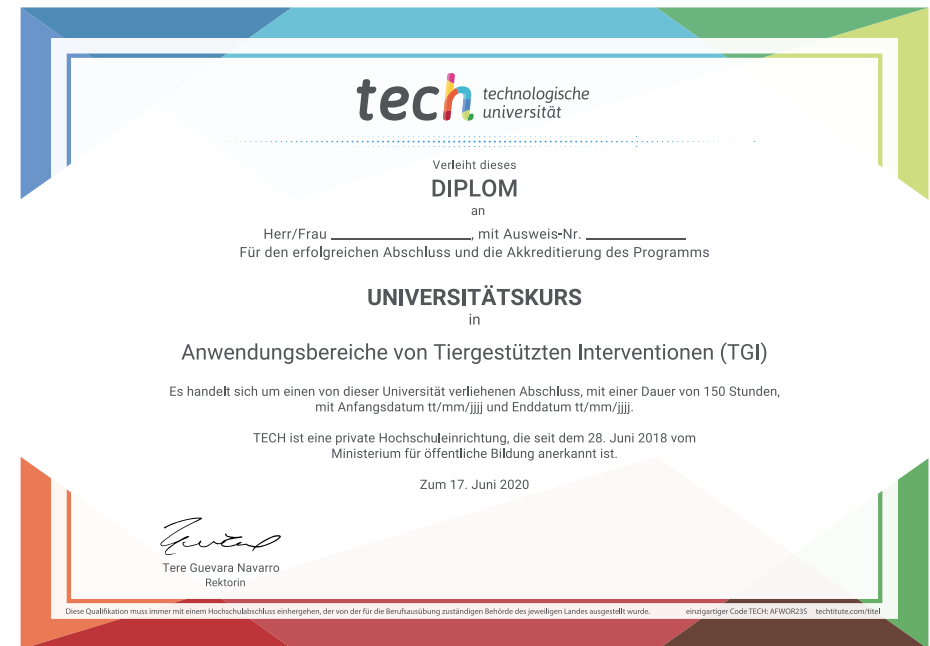 tech technologische
universität
Verleiht dieses
DIPLOM
an
Herr/Frau ____________________, mit Ausweis-Nr. ______________
Für den erfolgreichen Abschluss und die Akkreditierung des Programms
UNIVERSITÄTSKURS
in
Anwendungsbereiche von Tiergestützten Interventionen (TGI)
Es handelt sich um einen von dieser Universität verliehenen Abschluss, mit einer Dauer von 150 Stunden,
mit Anfangsdatum tt/mm/jjjj und Enddatum tt/mm/jjjj.
TECH ist eine private Hochschuleinrichtung, die seit dem 28. Juni 2018 vom
Ministerium für öffentliche Bildung anerkannt ist.
Zum 17. Juni 2020
Tere Guevara Navarro
Rektorin
Diese Qualifikation muss immer mit einem Hochschulabschluss einhergehen, der von der für die Berufsausübung zuständigen Behörde des jeweiligen Landes ausgestellt wurde. einzigartiger Code TECH: AFWOR23S techtitute.com/titel